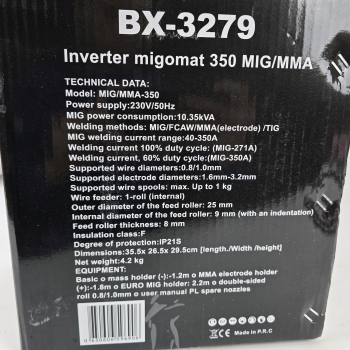 BX-3279
Inverter migomat 350 MIG/MMA
TECHNICAL DATA:
Model: MIG/MMA-350
Power supply:230V/50Hz
MIG power consumption:10.35kVA
Welding methods: MIG/FCAW/MMA(electrode) /TIG
MIG welding current range:40-350A
Welding current 100% duty cycle: (MIG-271A)
Welding current, 60% duty cycle: (MIG-350A)
Supported wire diameters:0.8/1.0mm
Supported electrode diameters:1.6mm-3.2mm
Supported wire spools: max. Up to 1 kg
Wire feeder: 1-roll (internal)
Outer diameter of the feed roller: 25 mm
Internal diameter of the feed roller: 9 mm (with an indentation)
Feed roller thickness: 8 mm
Insulation class:F
Degree of protection:IP21S
Dimensions:35.5x 26.5x 29.5cm [length./Width /height]
Net weight:4.2 kg
EQUIPMENT:
Basic o mass holder (-):-1.2m o MMA electrode holder
(+):-1.8m o EURO MIG holder: 2.2m o double-sided
roll 0.8/1.0mm o user manual PL spare nozzles
CE
Made in P.R.C